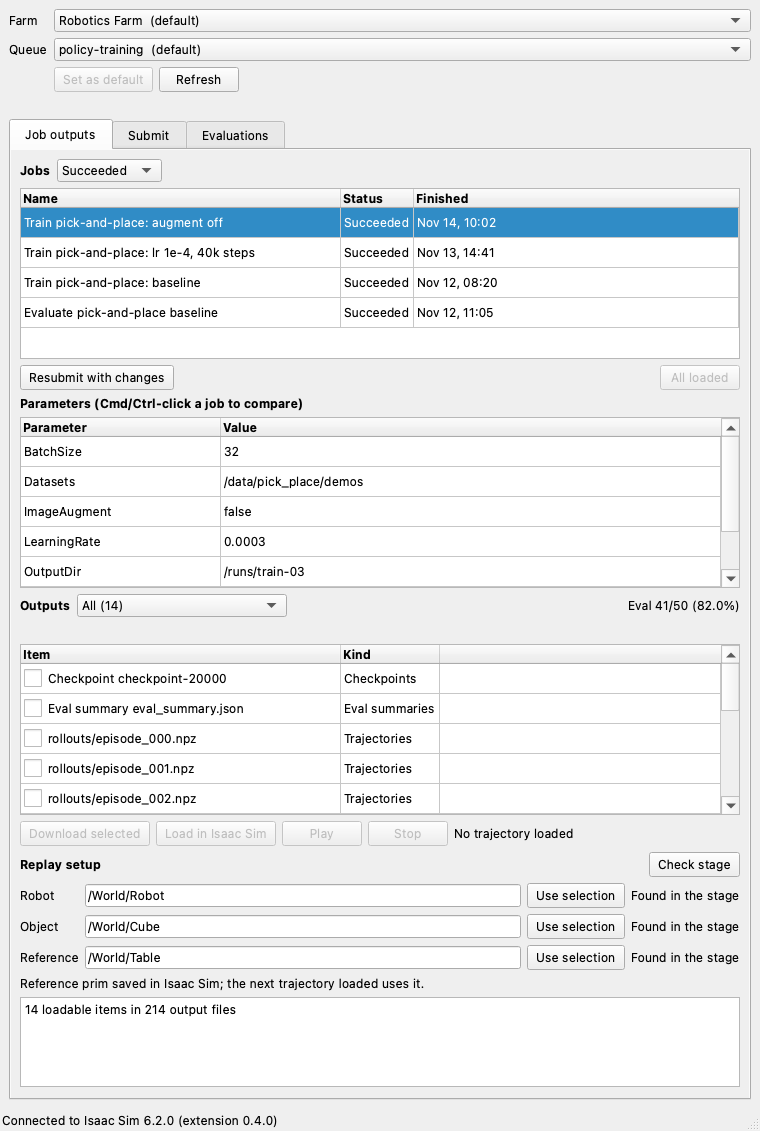 Farm Robotics Farm (default)
Queue policy-training (default)
Set as default Refresh
Job outputs Submit Evaluations
Jobs Succeeded
Name Status Finished
Train pick-and-place: augment off Succeeded Nov 14, 10:02
Train pick-and-place: lr 1e-4, 40k steps Succeeded Nov 13, 14:41
Train pick-and-place: baseline Succeeded Nov 12, 08:20
Evaluate pick-and-place baseline Succeeded Nov 12, 11:05
Resubmit with changes All loaded
Parameters (Cmd/Ctrl-click a job to compare)
Parameter Value
BatchSize 32
Datasets /data/pick_place/demos
ImageAugment false
LearningRate 0.0003
OutputDir /runs/train-03
Outputs All (14) Eval 41/50 (82.0%)
Item Kind
Checkpoint checkpoint-20000 Checkpoints
Eval summary eval_summary.json Eval summaries
rollouts/episode_000.npz Trajectories
rollouts/episode_001.npz Trajectories
rollouts/episode_002.npz Trajectories
Download selected Load in Isaac Sim Play Stop No trajectory loaded
Replay setup Check stage
Robot /World/Robot Use selection Found in the stage
Object /World/Cube Use selection Found in the stage
Reference /World/Table Use selection Found in the stage
Reference prim saved in Isaac Sim; the next trajectory loaded uses it.
14 loadable items in 214 output files
Connected to Isaac Sim 6.2.0 (extension 0.4.0)